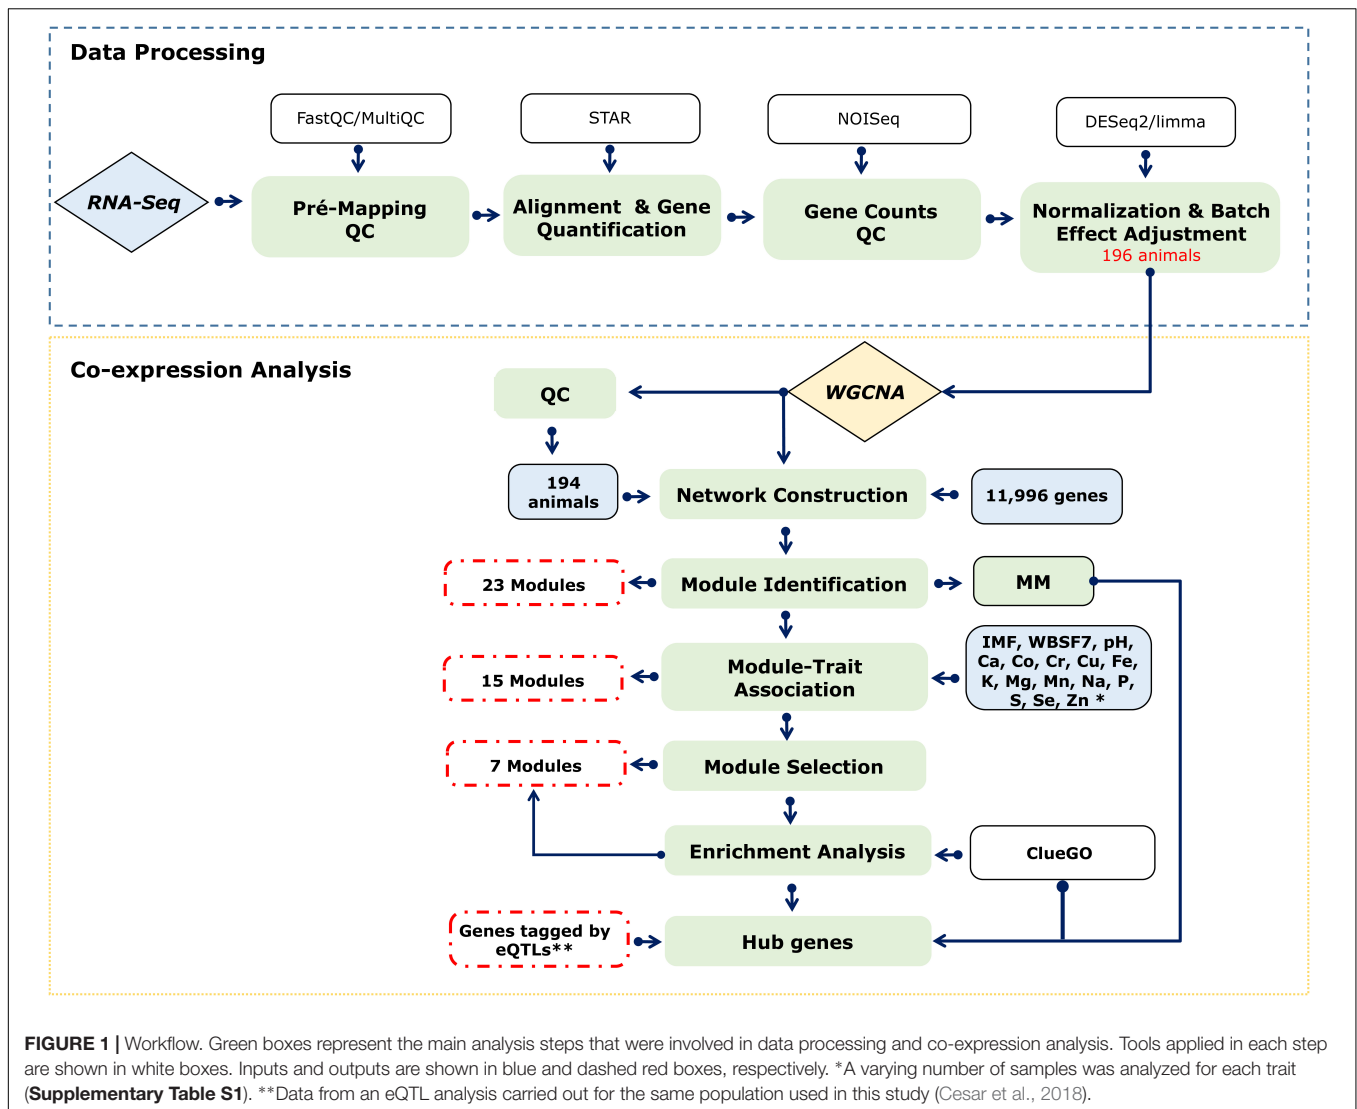 Data Processing
FastQC/MultiQC
STAR
NOISeq
DESeq2/limma
RNA-Seq
Pré-Mapping
QC
Alignment & Gene
Quantification
Gene Counts
QC
Normalization & Batch
Effect Adjustment
196 animals
Co-expression Analysis
QC
WGCNA
194
animals
Network Construction
11,996 genes
23 Modules
Module Identification
MM
15 Modules
Module-Trait
Association
IMF, WBSF7, pH,
Ca, Co, Cr, Cu, Fe,
K, Mg, Mn, Na, P,
S, Se, Zn *
7 Modules
Module Selection
Enrichment Analysis
ClueGO
Genes tagged by
eQTLs**
Hub genes
FIGURE 1 | Workflow. Green boxes represent the main analysis steps that were involved in data processing and co-expression analysis. Tools applied in each step
are shown in white boxes. Inputs and outputs are shown in blue and dashed red boxes, respectively. *A varying number of samples was analyzed for each trait
(Supplementary Table S1). **Data from an eQTL analysis carried out for the same population used in this study (Cesar et al., 2018).